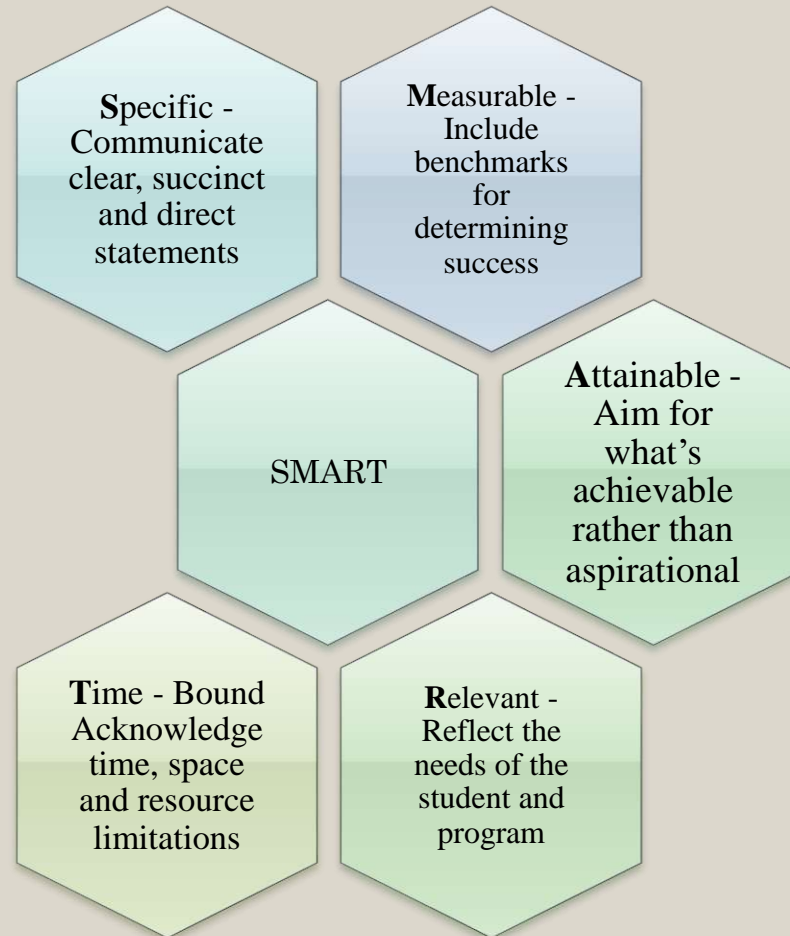 Specific -
Communicate
clear, succinct
and direct
statements
Measurable -
Include
benchmarks
for
determining
success
SMART
Attainable -
Aim for
what's
achievable
rather than
aspirational
Time - Bound
Acknowledge
time, space
and resource
limitations
Relevant -
Reflect the
needs of the
student and
program